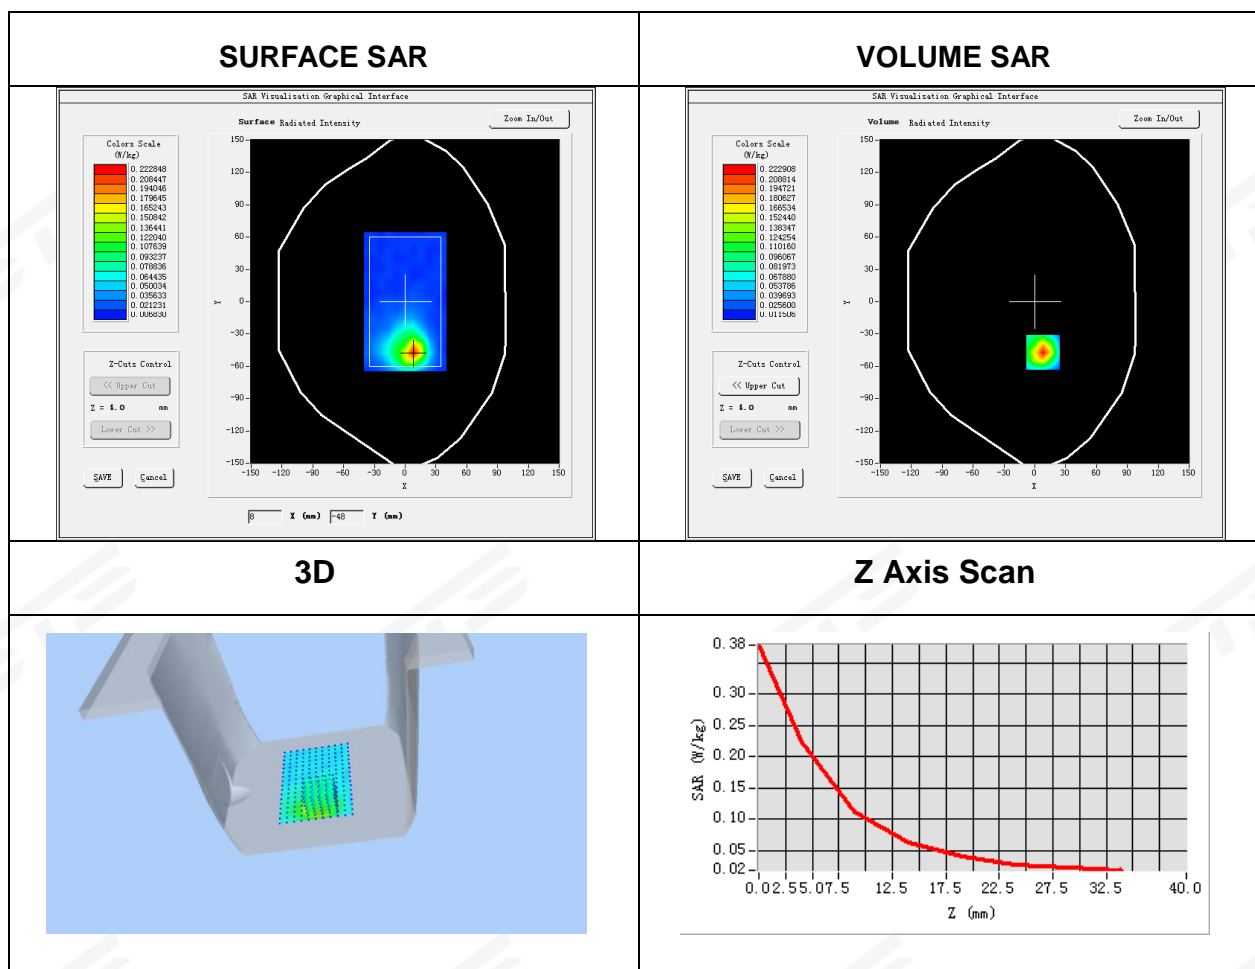 SURFACE SAR
SAR Visualisation Graphical Interface
Surface Radiated Intensity
Zoom In/Out
Colors Scale
(W/kg)
0.222848
0.208447
0.194046
0.179645
0.165243
0.150842
0.136441
0.122040
0.107639
0.093237
0.078836
0.064435
0.050034
0.035633
0.021231
0.006830
Z-Cuts Control
<< Upper Cut
Z = 4.0 mm
Lower Cut >>
SAVE Cancel
150
120
90
60
30
0
-30
-60
-90
-120
-150
Y
-150 -120 -90 -60 -30 0 30 60 90 120 150
X
8 X (mm) -48 Y (mm)
VOLUME SAR
SAR Visualisation Graphical Interface
Volume Radiated Intensity
Zoom In/Out
Colors Scale
(W/kg)
0.222908
0.208814
0.194721
0.180627
0.166534
0.152440
0.138347
0.124254
0.110160
0.096067
0.081973
0.067880
0.053786
0.039693
0.025600
0.011506
Z-Cuts Control
<< Upper Cut
Z = 4.0 mm
Lower Cut >>
SAVE Cancel
150
120
90
60
30
0
-30
-60
-90
-120
-150
Y
-150 -120 -90 -60 -30 0 30 60 90 120 150
X
3D
Z Axis Scan
0.38
0.30
0.25
0.20
0.15
0.10
0.05
0.02
SAR (W/kg)
0.0 2.5 5.0 7.5 12.5 17.5 22.5 27.5 32.5 40.0
Z (mm)